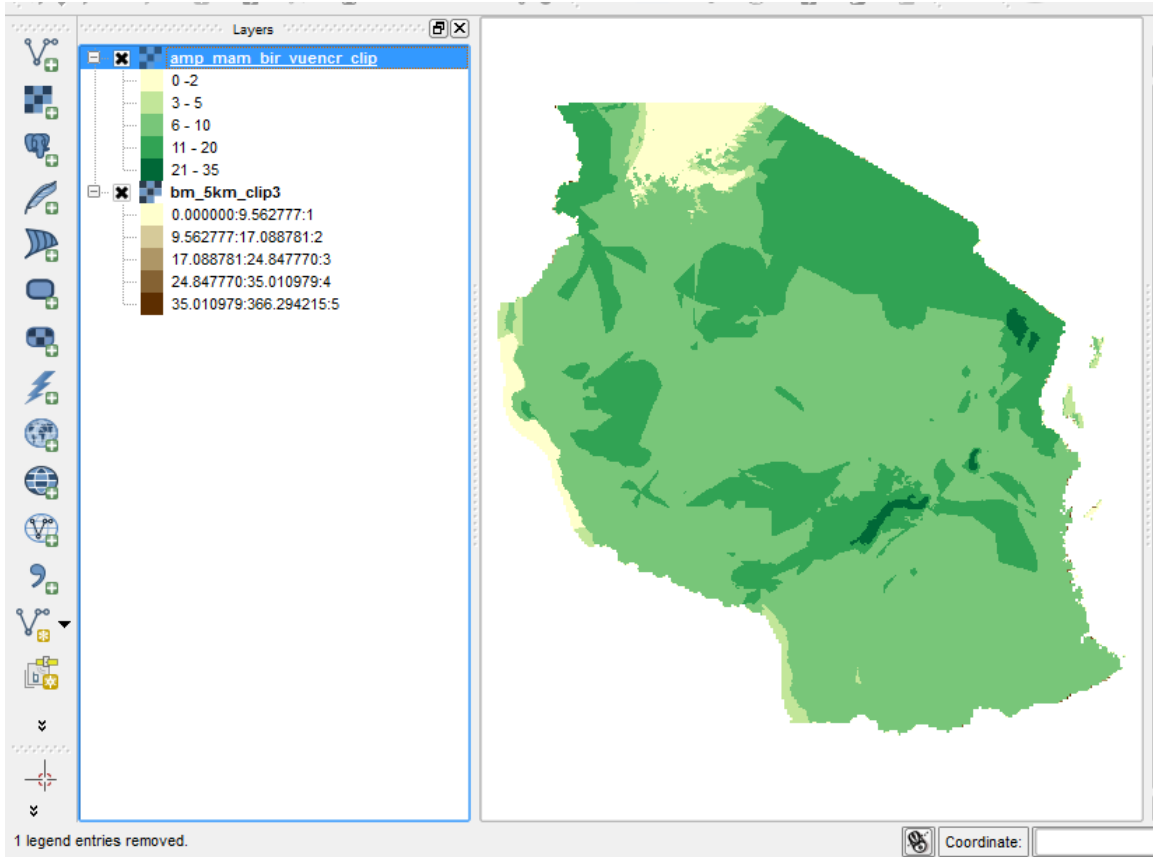 Layers
amp_mam_bir_vuencr_clip
0 -2
3 - 5
6 - 10
11 - 20
21 - 35
bm_5km_clip3
0.000000:9.562777:1
9.562777:17.088781:2
17.088781:24.847770:3
24.847770:35.010979:4
35.010979:366.294215:5
1 legend entries removed.
Coordinate: